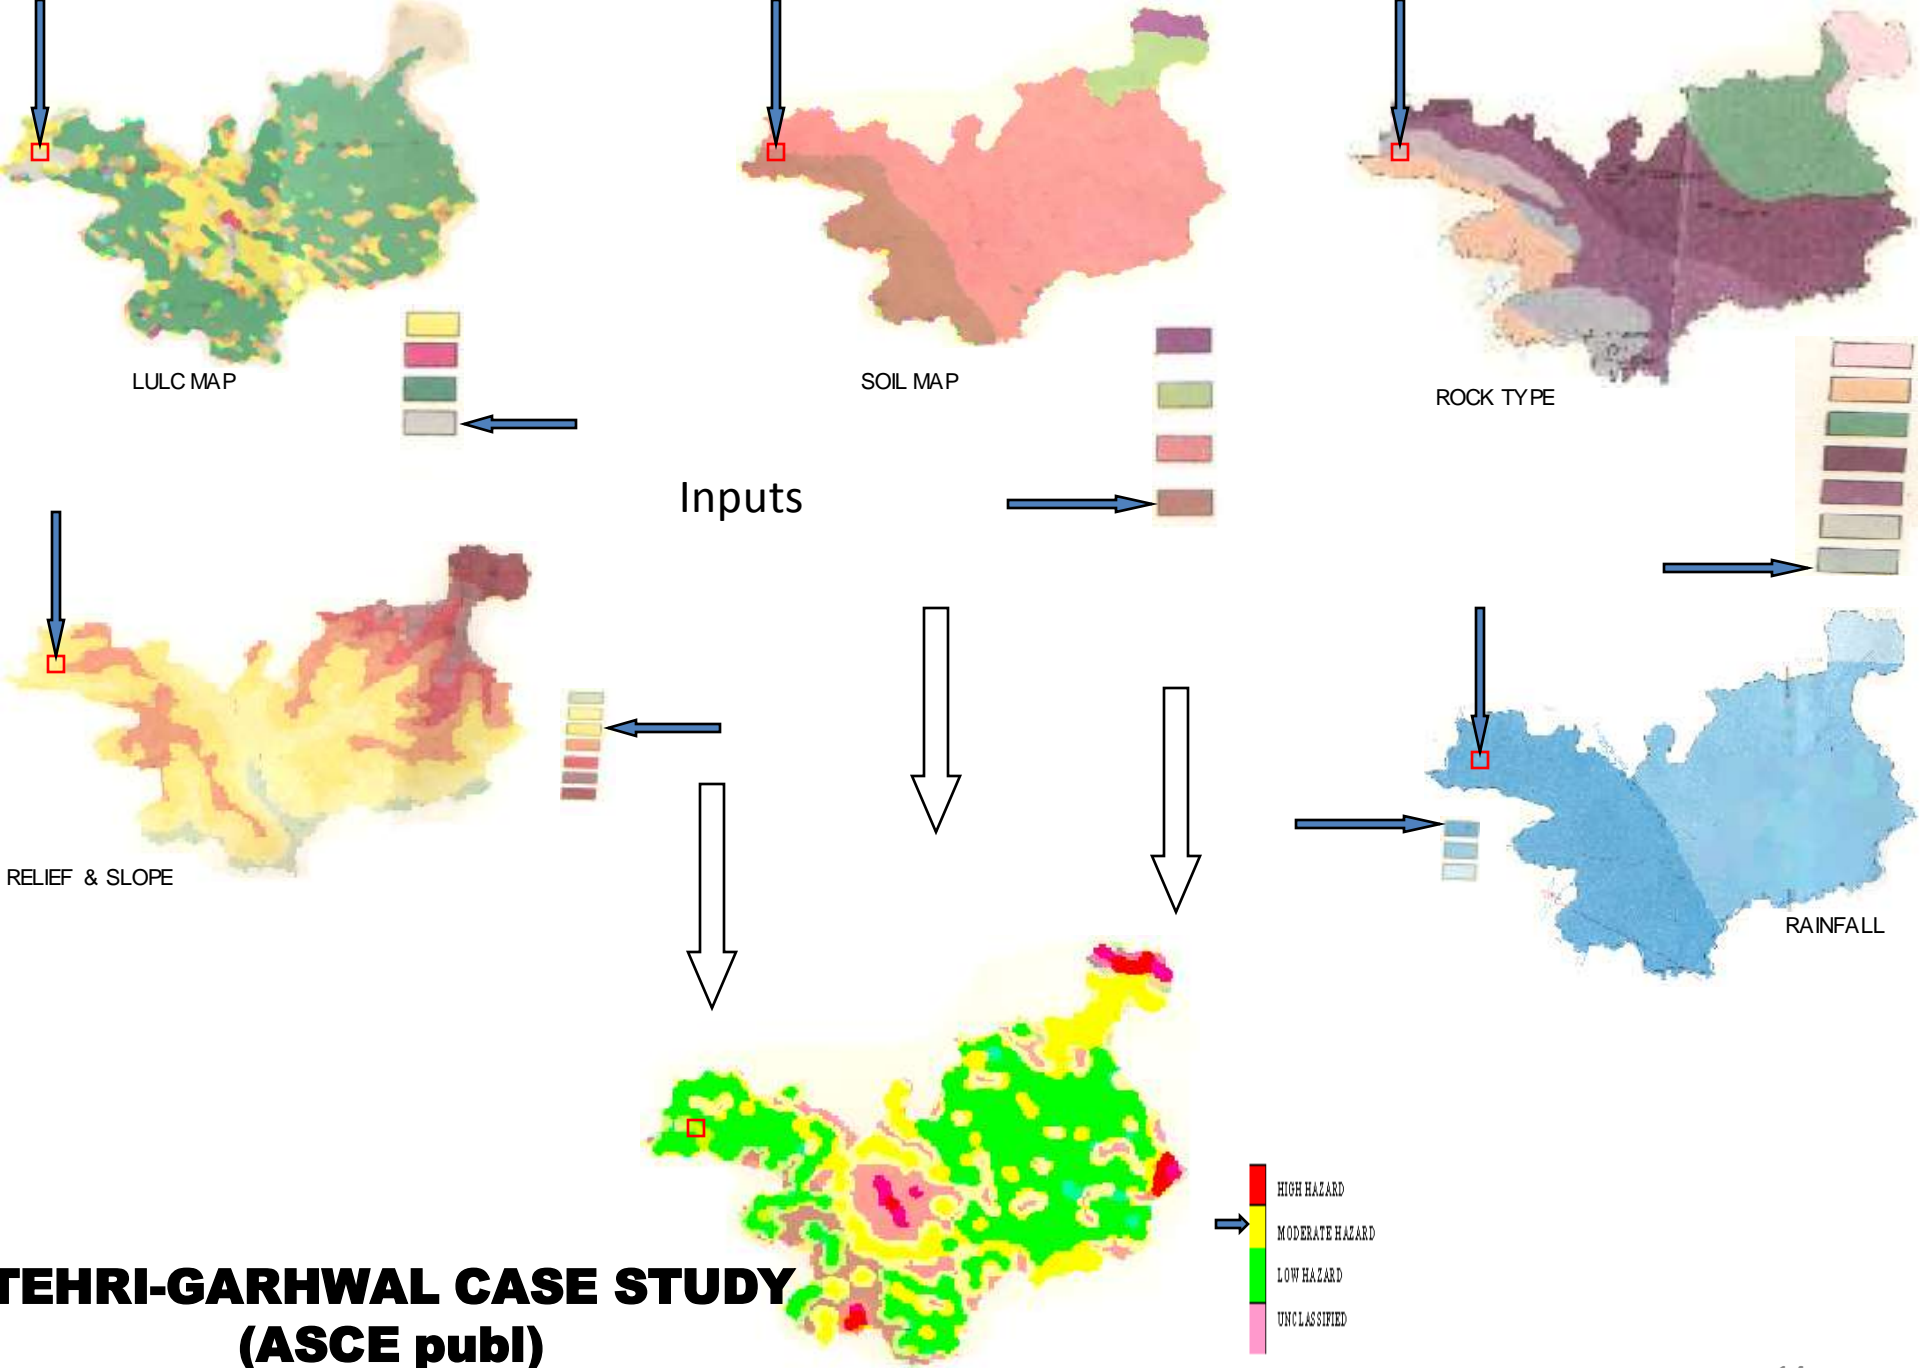 LULC MAP
SOIL MAP
ROCK TYPE
Inputs
RELIEF & SLOPE
RAINFALL
HIGH HAZARD
MODERATE HAZARD
LOW HAZARD
UNCLASSIFIED
TEHRI-GARHWAL CASE STUDY
(ASCE publ)